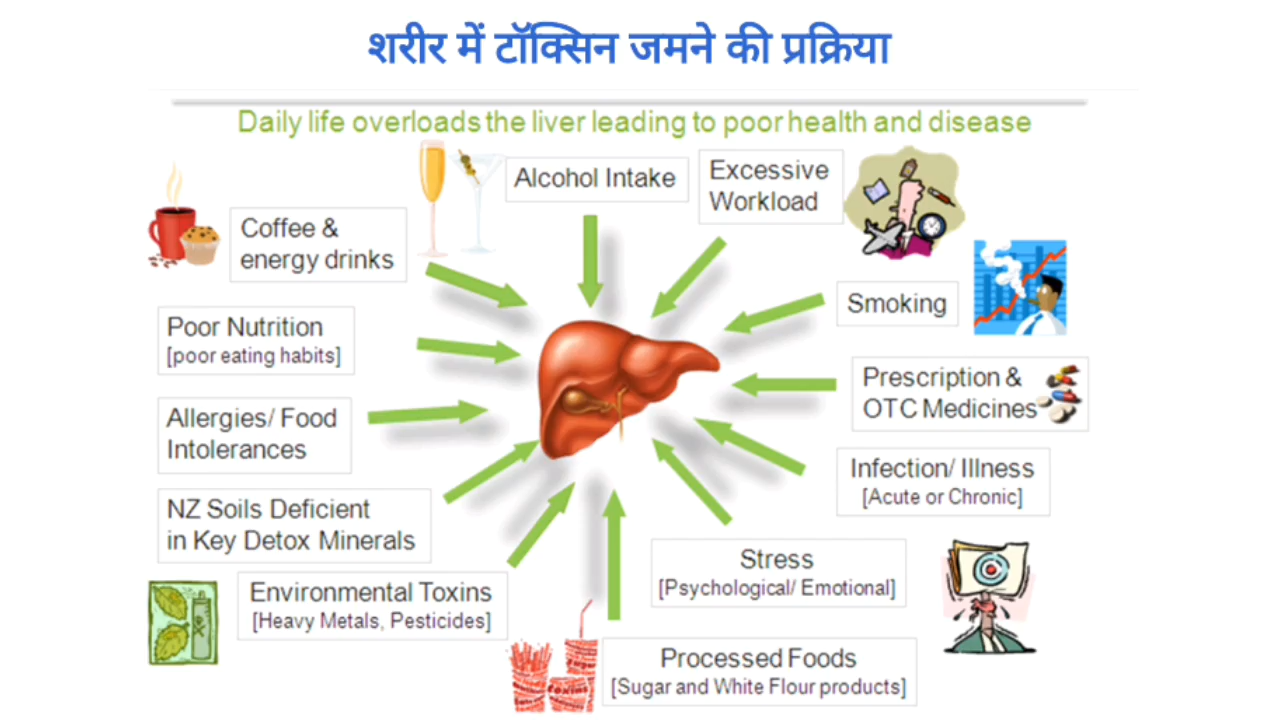 शरीर में टॉक्सिन जमने की प्रक्रिया
Daily life overloads the liver leading to poor health and disease
Alcohol Intake
Excessive
Workload
Coffee &
energy drinks
Smoking
Poor Nutrition
[poor eating habits]
Prescription &
OTC Medicines
Allergies/ Food
Intolerances
Infection/ Illness
[Acute or Chronic]
NZ Soils Deficient
in Key Detox Minerals
Stress
[Psychological/ Emotional]
Environmental Toxins
[Heavy Metals, Pesticides]
Processed Foods
[Sugar and White Flour products]
toxins